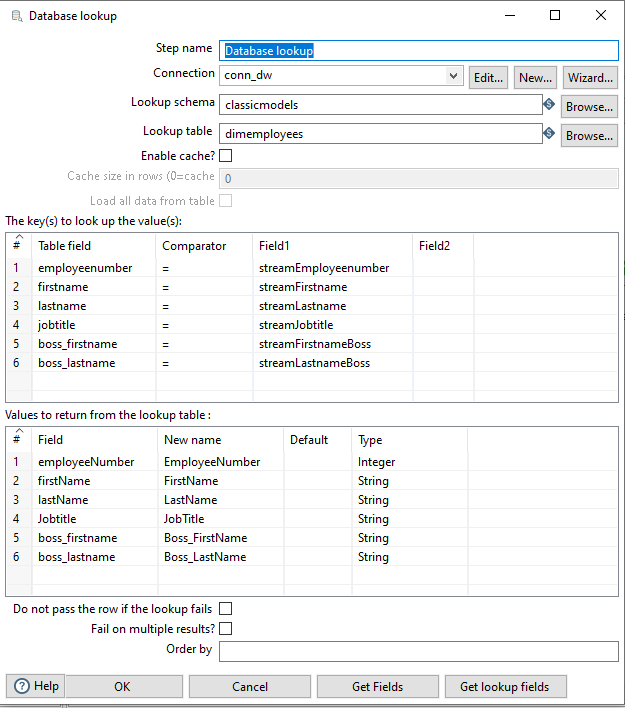 Database lookup
Step name Database lookup
Connection conn_dw Edit... New... Wizard...
Lookup schema classicmodels Browse...
Lookup table dimemployees Browse...
Enable cache?
Cache size in rows (0=cache 0
Load all data from table
The key(s) to look up the value(s):
# Table field Comparator Field1 Field2
1 employeenumber = streamEmployeenumber
2 firstname = streamFirstname
3 lastname = streamLastname
4 jobtitle = streamJobtitle
5 boss_firstname = streamFirstnameBoss
6 boss_lastname = streamLastnameBoss
Values to return from the lookup table :
# Field New name Default Type
1 employeeNumber EmployeeNumber Integer
2 firstName FirstName String
3 lastName LastName String
4 Jobtitle JobTitle String
5 boss_firstname Boss_FirstName String
6 boss_lastname Boss_LastName String
Do not pass the row if the lookup fails
Fail on multiple results?
Order by
Help OK Cancel Get Fields Get lookup fields